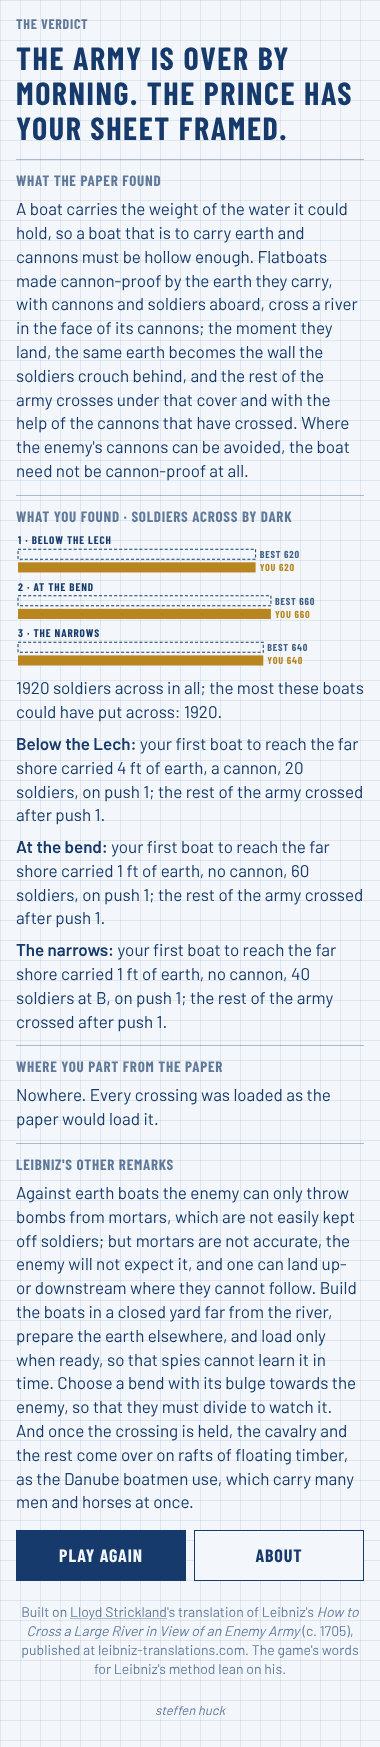 THE VERDICT
THE ARMY IS OVER BY
MORNING. THE PRINCE HAS
YOUR SHEET FRAMED.
WHAT THE PAPER FOUND
A boat carries the weight of the water it could
hold, so a boat that is to carry earth and
cannons must be hollow enough. Flatboats
made cannon-proof by the earth they carry,
with cannons and soldiers aboard, cross a river
in the face of its cannons; the moment they
land, the same earth becomes the wall the
soldiers crouch behind, and the rest of the
army crosses under that cover and with the
help of the cannons that have crossed. Where
the enemy's cannons can be avoided, the boat
need not be cannon-proof at all.
WHAT YOU FOUND · SOLDIERS ACROSS BY DARK
1 · BELOW THE LECH
BEST 620
YOU 620
2 · AT THE BEND
BEST 660
YOU 660
3 · THE NARROWS
BEST 640
YOU 640
1920 soldiers across in all; the most these boats
could have put across: 1920.
Below the Lech: your first boat to reach the far
shore carried 4 ft of earth, a cannon, 20
soldiers, on push 1; the rest of the army crossed
after push 1.
At the bend: your first boat to reach the far
shore carried 1 ft of earth, no cannon, 60
soldiers, on push 1; the rest of the army crossed
after push 1.
The narrows: your first boat to reach the far
shore carried 1 ft of earth, no cannon, 40
soldiers at B, on push 1; the rest of the army
crossed after push 1.
WHERE YOU PART FROM THE PAPER
Nowhere. Every crossing was loaded as the
paper would load it.
LEIBNIZ'S OTHER REMARKS
Against earth boats the enemy can only throw
bombs from mortars, which are not easily kept
off soldiers; but mortars are not accurate, the
enemy will not expect it, and one can land up-
or downstream where they cannot follow. Build
the boats in a closed yard far from the river,
prepare the earth elsewhere, and load only
when ready, so that spies cannot learn it in
time. Choose a bend with its bulge towards the
enemy, so that they must divide to watch it.
And once the crossing is held, the cavalry and
the rest come over on rafts of floating timber,
as the Danube boatmen use, which carry many
men and horses at once.
PLAY AGAIN
ABOUT
Built on Lloyd Strickland's translation of Leibniz's How to
Cross a Large River in View of an Enemy Army (c. 1705),
published at leibniz-translations.com. The game's words
for Leibniz's method lean on his.
steffen huck